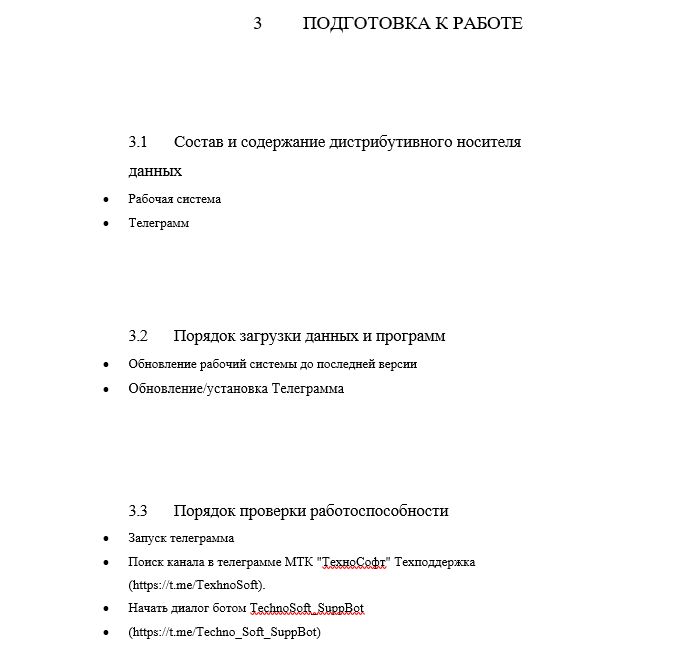 3 ПОДГОТОВКА К РАБОТЕ
3.1 Состав и содержание дистрибутивного носителя
данных
• Рабочая система
• Телеграмм
3.2 Порядок загрузки данных и программ
• Обновление рабочий системы до последней версии
• Обновление/установка Телеграмма
3.3 Порядок проверки работоспособности
• Запуск телеграмма
• Поиск канала в телеграмме МТК "ТехноСофт" Техподдержка
(https://t.me/TexhnoSoft).
• Начать диалог ботом TechnoSoft_SuppBot
• (https://t.me/Techno_Soft_SuppBot)